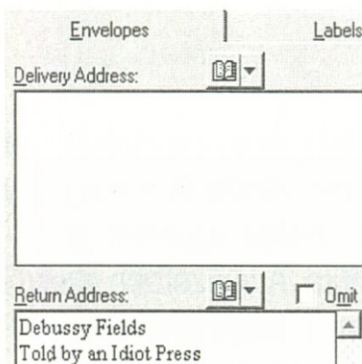 Envelopes Labels
Delivery Address:
Return Address: Omit
Debussy Fields
Told by an Idiot Press